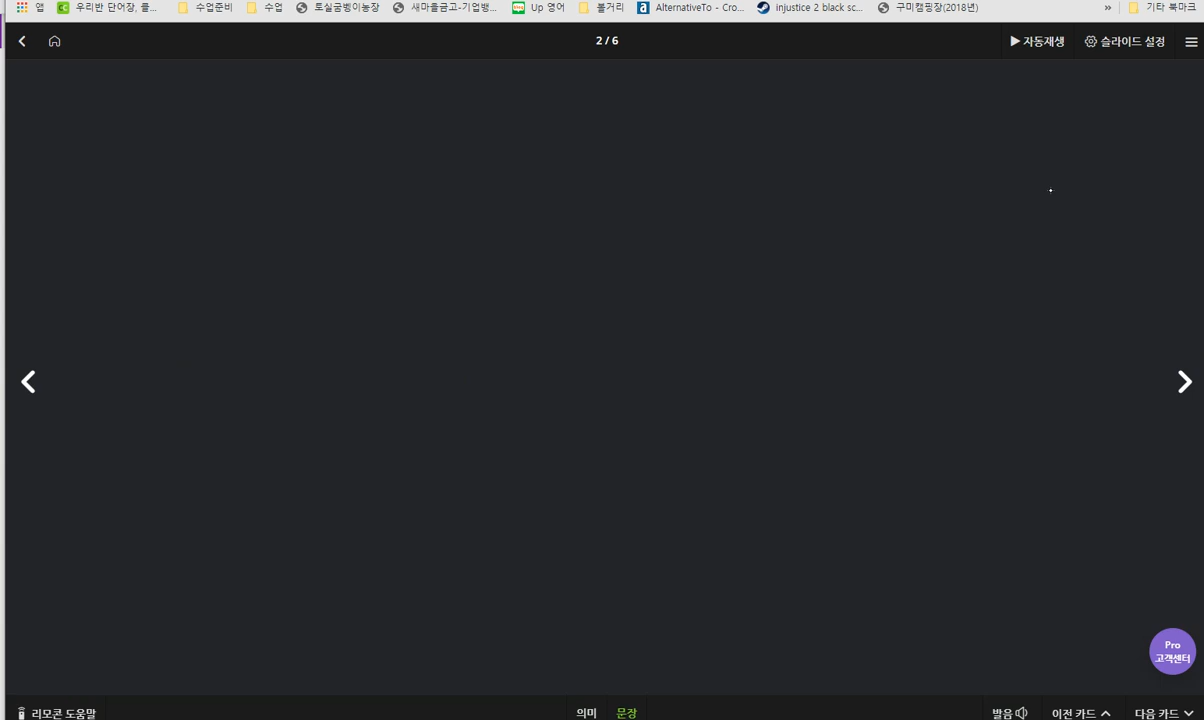 앱 우리반 단어장, 클... 수업준비 수업 토실굼벵이농장 새마을금고-기업뱅... Up 영어 볼거리 AlternativeTo - Cro... injustice 2 black sc... 구미캠핑장(2018년) » 기타 북마크
2 / 6 자동재생 슬라이드 설정
Pro
고객센터
리모콘 도움말 의미 문장 발음 이전 카드 다음 카드